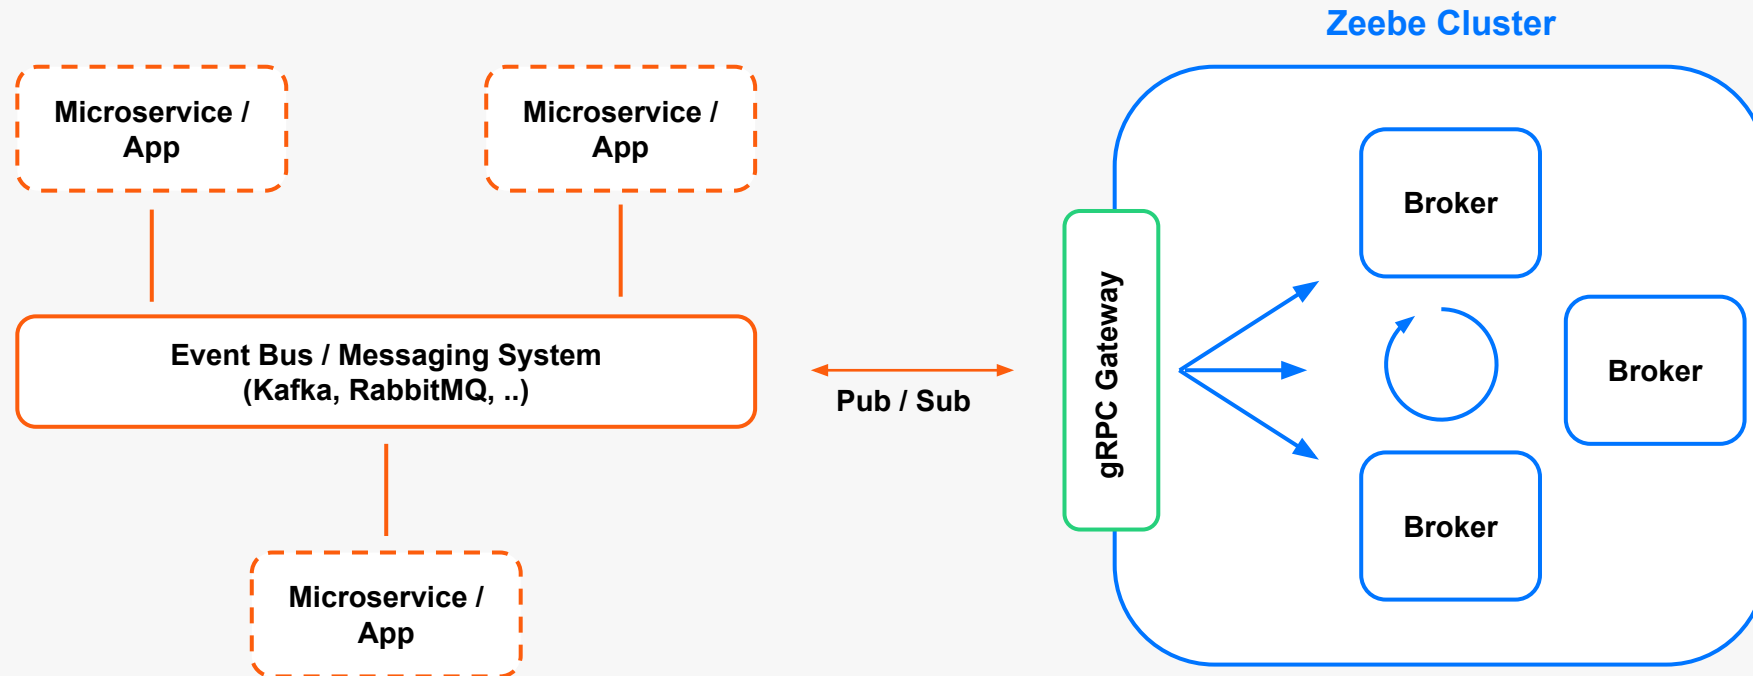 Zeebe Cluster
Microservice /
App
Microservice /
App
Broker
Event Bus / Messaging System
(Kafka, RabbitMQ, ..)
Pub / Sub
gRPC Gateway
Broker
Broker
Microservice /
App